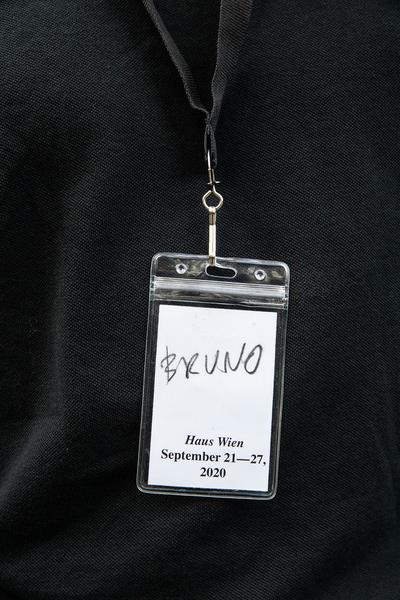 BRUNO
Haus Wien
September 21—27,
2020